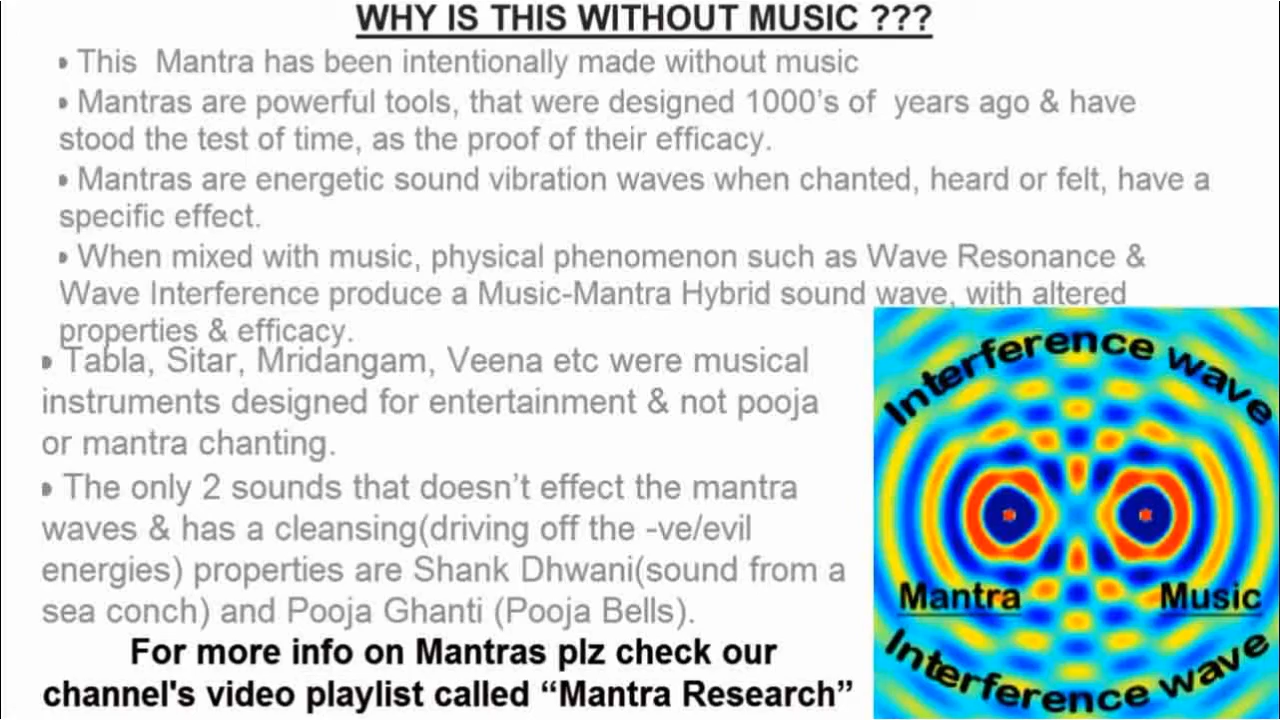 WHY IS THIS WITHOUT MUSIC ???
• This Mantra has been intentionally made without music
• Mantras are powerful tools, that were designed 1000's of years ago & have
stood the test of time, as the proof of their efficacy.
• Mantras are energetic sound vibration waves when chanted, heard or felt, have a
specific effect.
• When mixed with music, physical phenomenon such as Wave Resonance &
Wave Interference produce a Music-Mantra Hybrid sound wave, with altered
properties & efficacy.
• Tabla, Sitar, Mridangam, Veena etc were musical
instruments designed for entertainment & not pooja
or mantra chanting.
• The only 2 sounds that doesn't effect the mantra
waves & has a cleansing(driving off the -ve/evil
energies) properties are Shank Dhwani(sound from a
sea conch) and Pooja Ghanti (Pooja Bells).
For more info on Mantras plz check our
channel's video playlist called “Mantra Research”
Interference wave
Mantra
Music
Interference wave